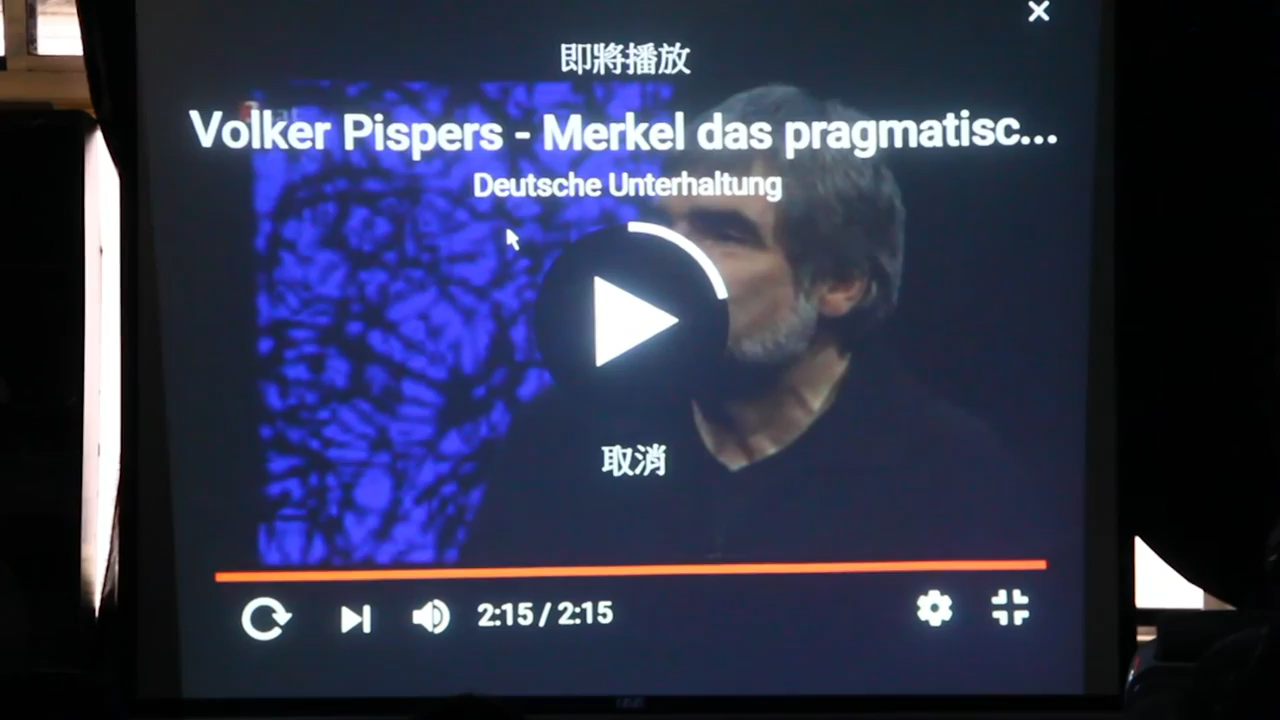 即將播放
Volker Pispers - Merkel das pragmatisc...
Deutsche Unterhaltung
取消
2:15 / 2:15